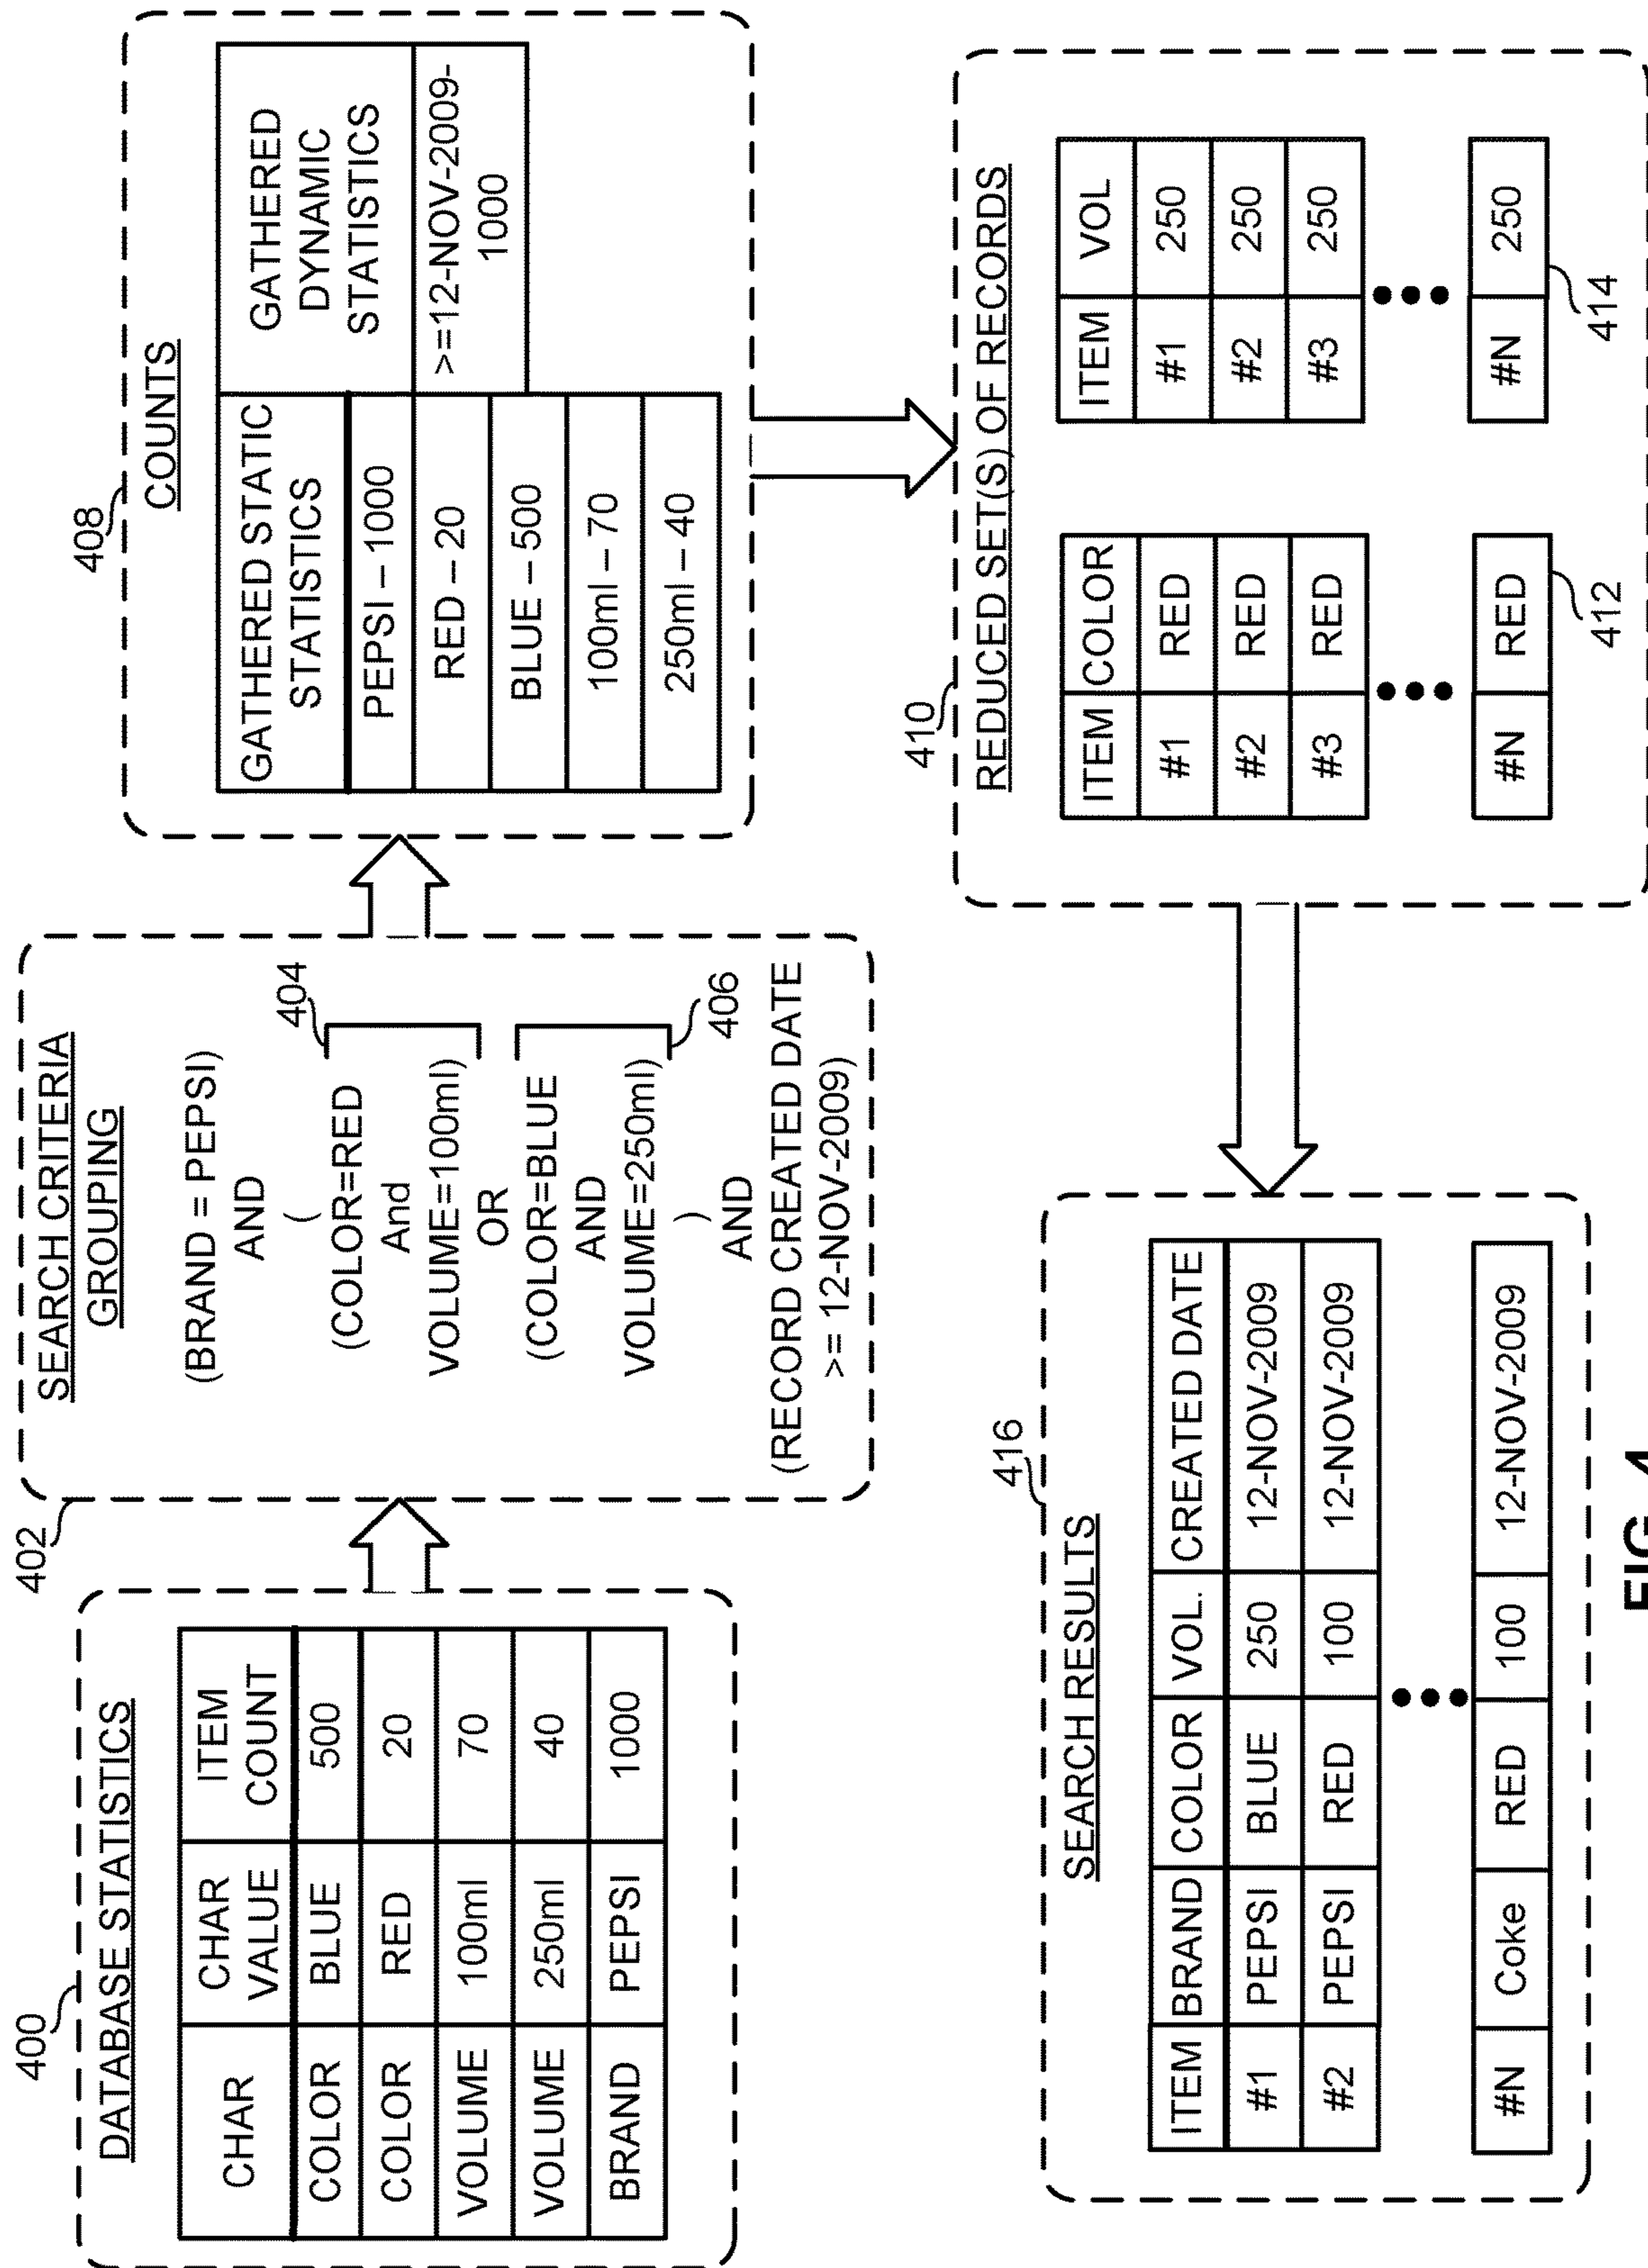 400
DATABASE STATISTICS
CHAR CHAR VALUE ITEM COUNT
COLOR BLUE 500
COLOR RED 20
VOLUME 100ml 70
VOLUME 250ml 40
BRAND PEPSI 1000
402
SEARCH CRITERIA
GROUPING
(BRAND = PEPSI)
AND
(
404
(COLOR=RED
And
VOLUME=100ml)
OR
(COLOR=BLUE
AND
VOLUME=250ml)
406
)
AND
(RECORD CREATED DATE
>= 12-NOV-2009)
408
COUNTS
GATHERED STATIC
STATISTICS
PEPSI – 1000
RED – 20
BLUE – 500
100ml – 70
250ml – 40
GATHERED
DYNAMIC
STATISTICS
>=12-NOV-2009-
1000
410
REDUCED SET(S) OF RECORDS
ITEM COLOR
#1 RED
#2 RED
#3 RED
#N RED
412
ITEM VOL
#1 250
#2 250
#3 250
#N 250
414
416
SEARCH RESULTS
ITEM BRAND COLOR VOL. CREATED DATE
#1 PEPSI BLUE 250 12-NOV-2009
#2 PEPSI RED 100 12-NOV-2009
#N Coke RED 100 12-NOV-2009
FIG. 4